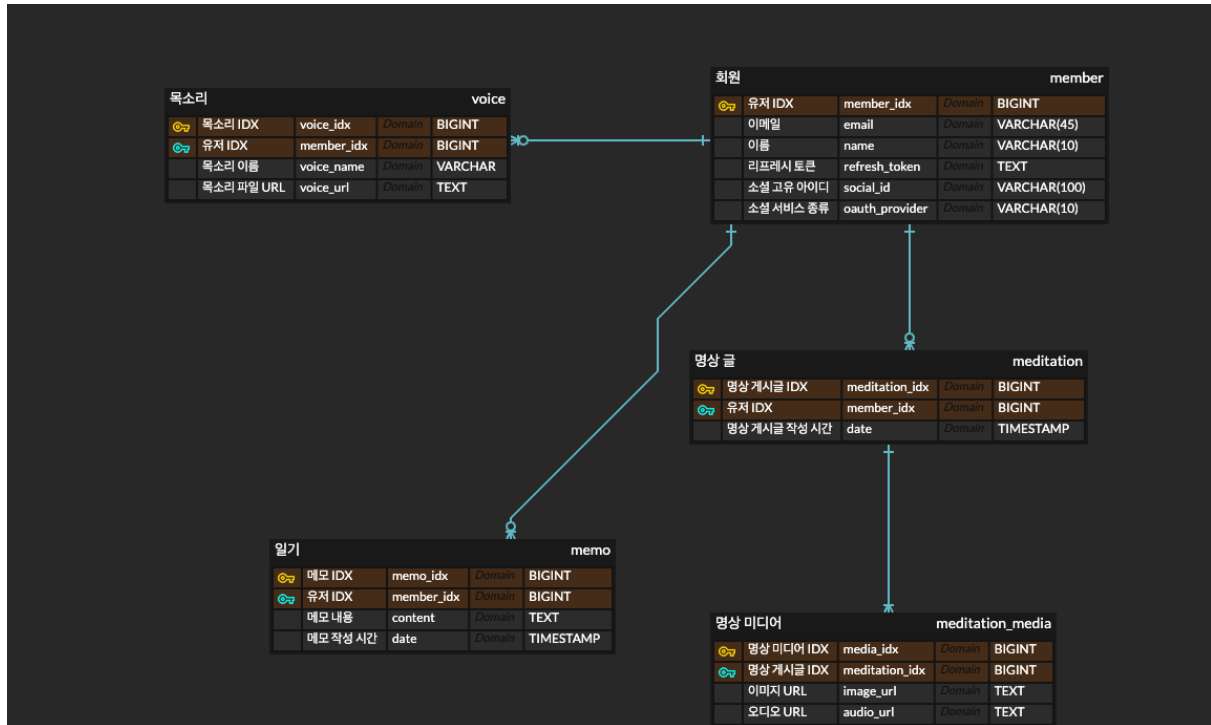 목소리 voice
목소리 IDX voice_idx Domain BIGINT
유저 IDX member_idx Domain BIGINT
목소리 이름 voice_name Domain VARCHAR
목소리 파일 URL voice_url Domain TEXT
회원 member
유저 IDX member_idx Domain BIGINT
이메일 email Domain VARCHAR(45)
이름 name Domain VARCHAR(10)
리프레시 토큰 refresh_token Domain TEXT
소셜 고유 아이디 social_id Domain VARCHAR(100)
소셜 서비스 종류 oauth_provider Domain VARCHAR(10)
명상 글 meditation
명상 게시글 IDX meditation_idx Domain BIGINT
유저 IDX member_idx Domain BIGINT
명상 게시글 작성 시간 date Domain TIMESTAMP
일기 memo
메모 IDX memo_idx Domain BIGINT
유저 IDX member_idx Domain BIGINT
메모 내용 content Domain TEXT
메모 작성 시간 date Domain TIMESTAMP
명상 미디어 meditation_media
명상 미디어 IDX media_idx Domain BIGINT
명상 게시글 IDX meditation_idx Domain BIGINT
이미지 URL image_url Domain TEXT
오디오 URL audio_url Domain TEXT